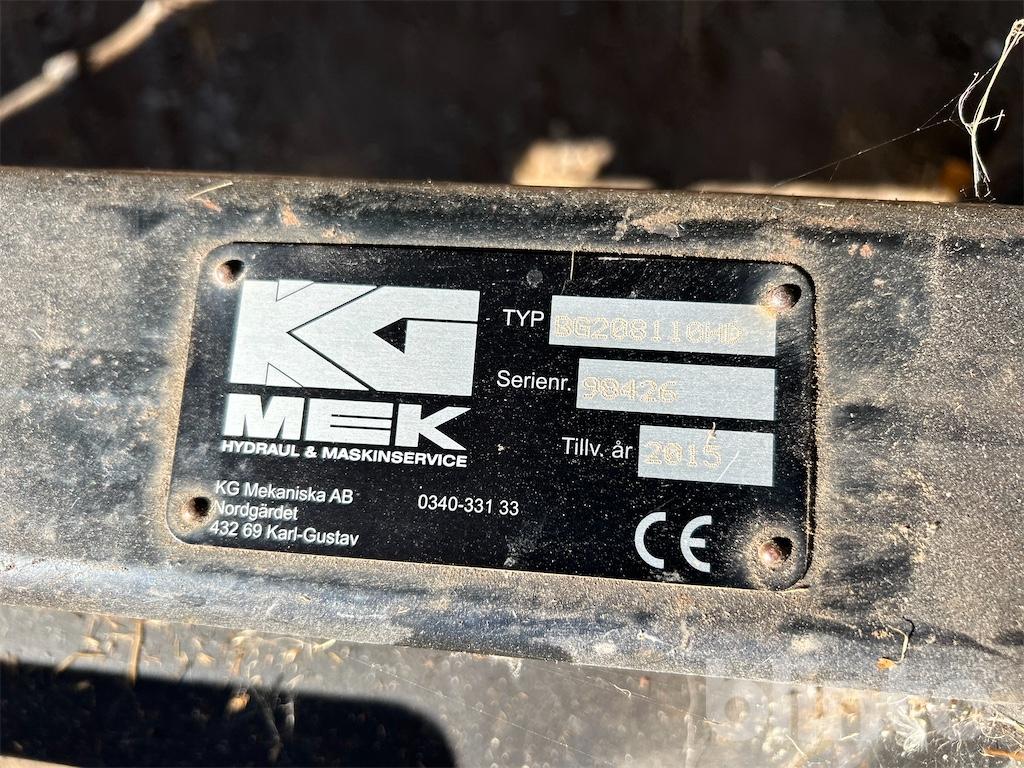 KG
MEK
HYDRAUL & MASKINSERVICE
KG Mekaniska AB
Nordgärdet
432 69 Karl-Gustav
0340-331 33
TYP BG208110HD
Serienr. 98426
Tillv. år 2015
CE